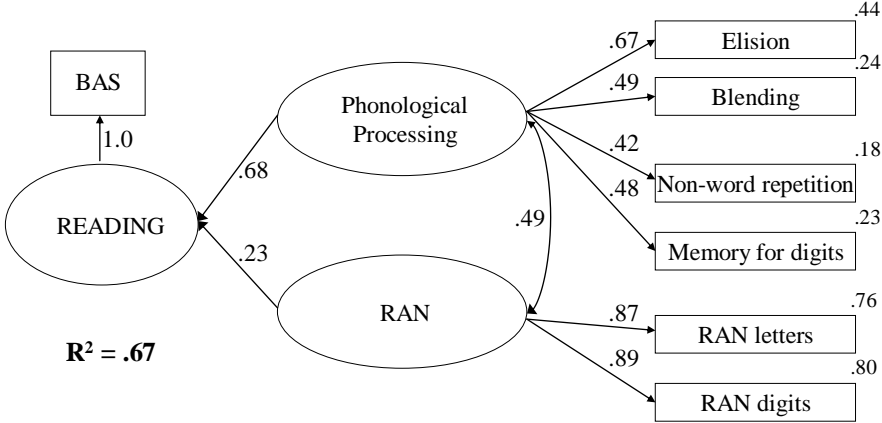 .44
.67
Elision
.24
BAS
.49
Blending
Phonological
Processing
1.0
.42
.18
.68
.48
Non-word repetition
READING
.49
.23
.23
Memory for digits
RAN
.76
.87
RAN letters
R² = .67
.89
.80
RAN digits